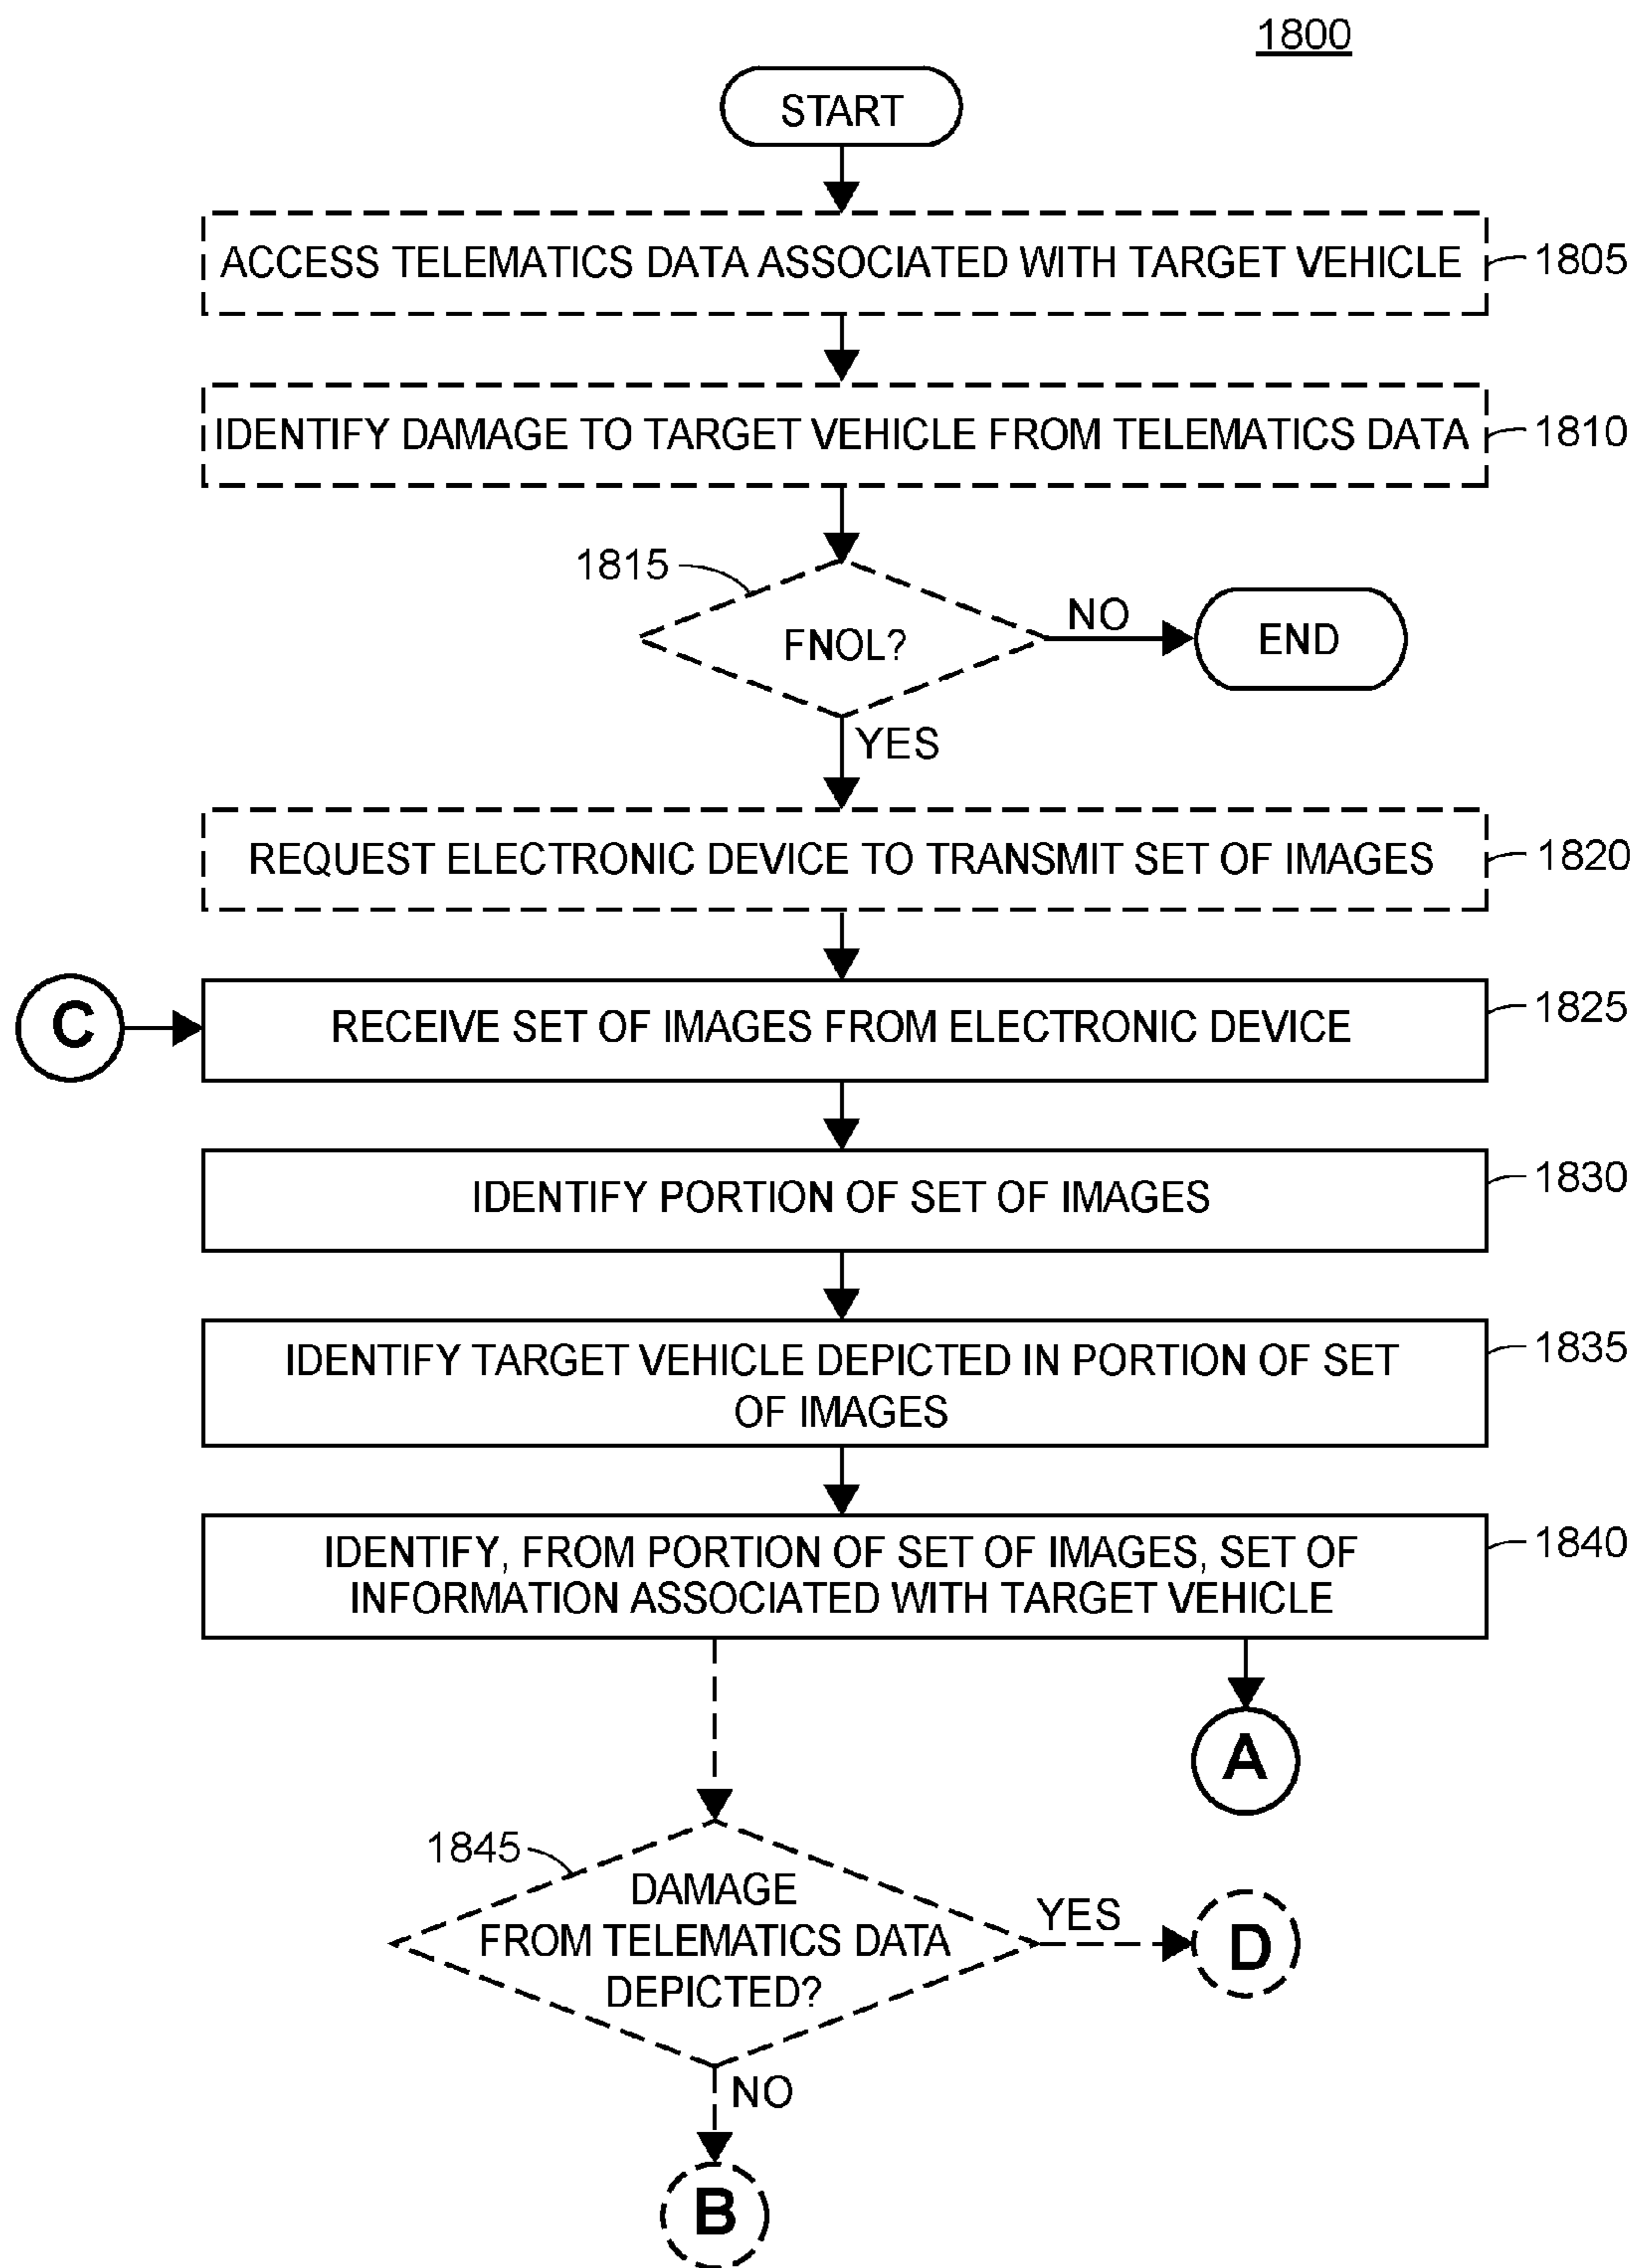 1800
START
ACCESS TELEMATICS DATA ASSOCIATED WITH TARGET VEHICLE
1805
IDENTIFY DAMAGE TO TARGET VEHICLE FROM TELEMATICS DATA
1810
1815
FNOL?
NO
END
YES
REQUEST ELECTRONIC DEVICE TO TRANSMIT SET OF IMAGES
1820
C
RECEIVE SET OF IMAGES FROM ELECTRONIC DEVICE
1825
IDENTIFY PORTION OF SET OF IMAGES
1830
IDENTIFY TARGET VEHICLE DEPICTED IN PORTION OF SET
OF IMAGES
1835
IDENTIFY, FROM PORTION OF SET OF IMAGES, SET OF
INFORMATION ASSOCIATED WITH TARGET VEHICLE
1840
A
1845
DAMAGE
FROM TELEMATICS DATA
DEPICTED?
YES
D
NO
B